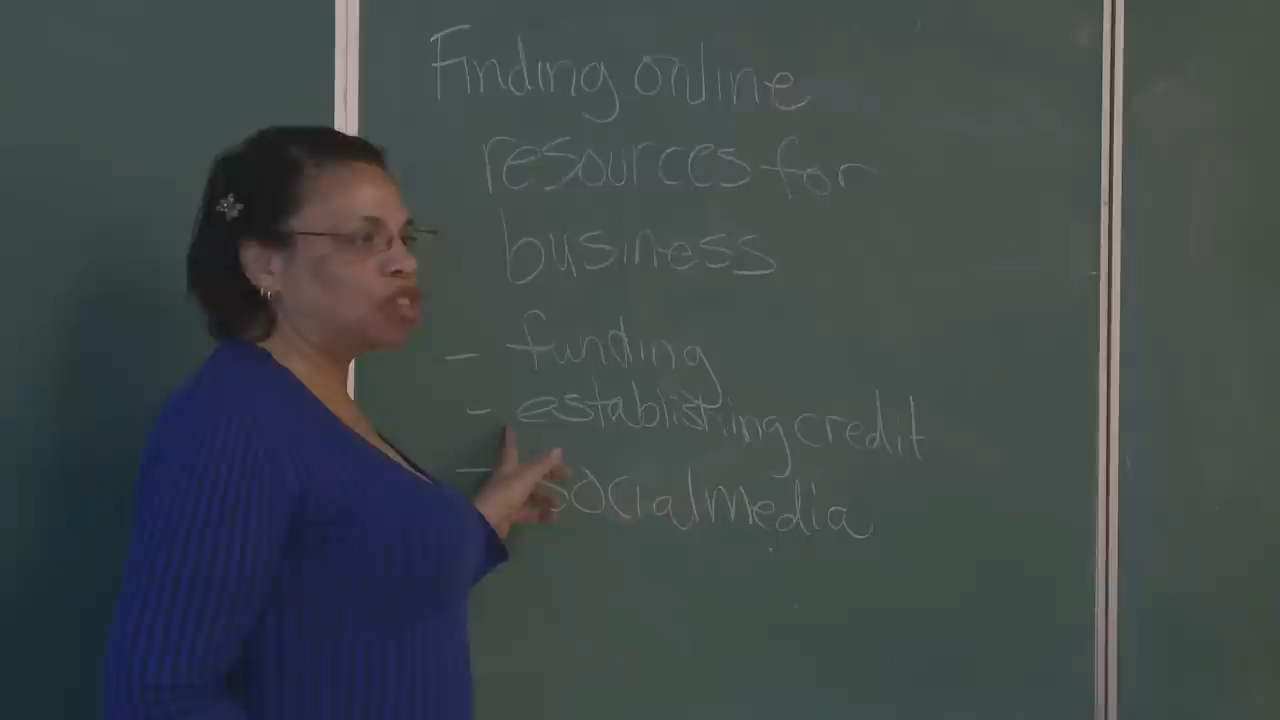 Finding online
resources for
business
- funding
- establishing credit
- social media